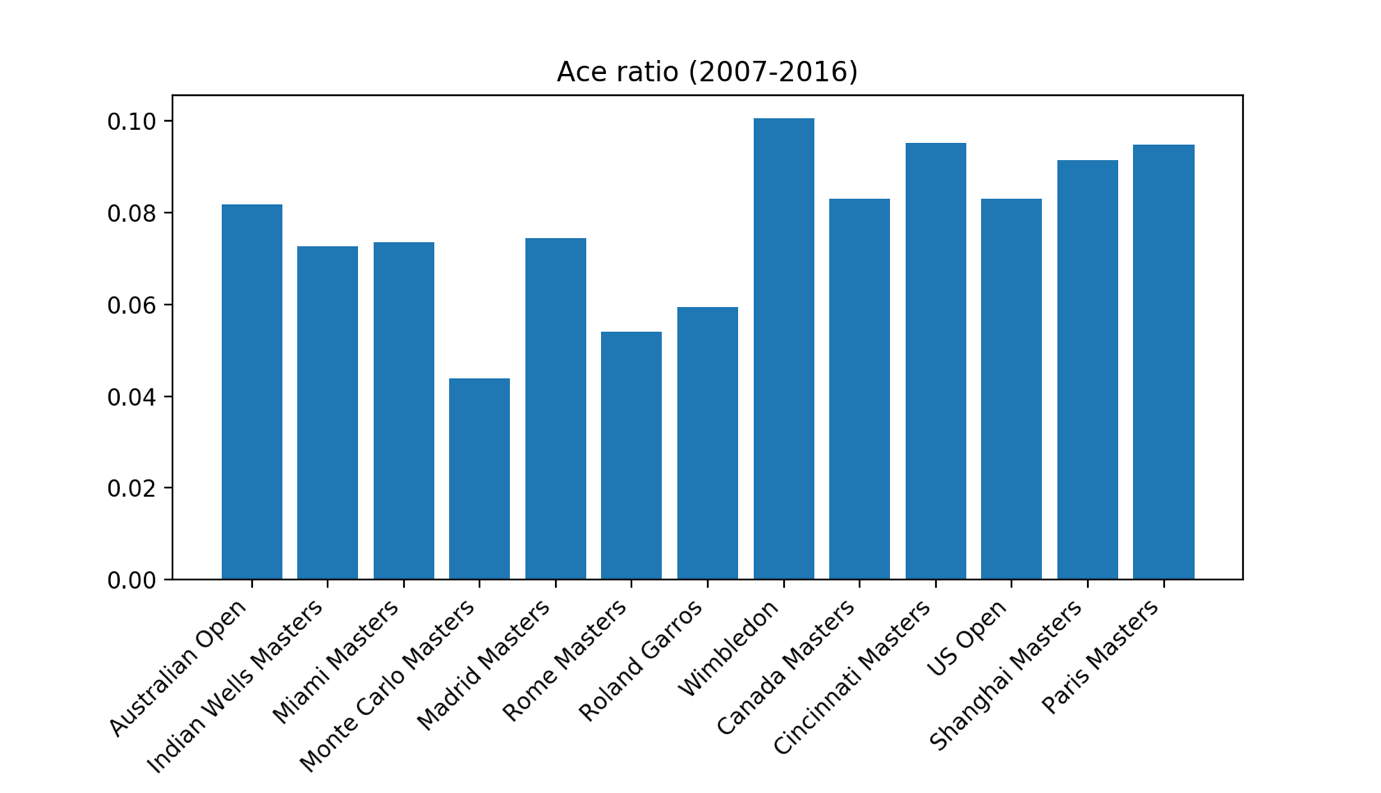 Ace ratio (2007-2016)
0.10
0.08
0.06
0.04
0.02
0.00
Australian Open
Indian Wells Masters
Miami Masters
Monte Carlo Masters
Madrid Masters
Rome Masters
Roland Garros
Wimbledon
Canada Masters
Cincinnati Masters
US Open
Shanghai Masters
Paris Masters